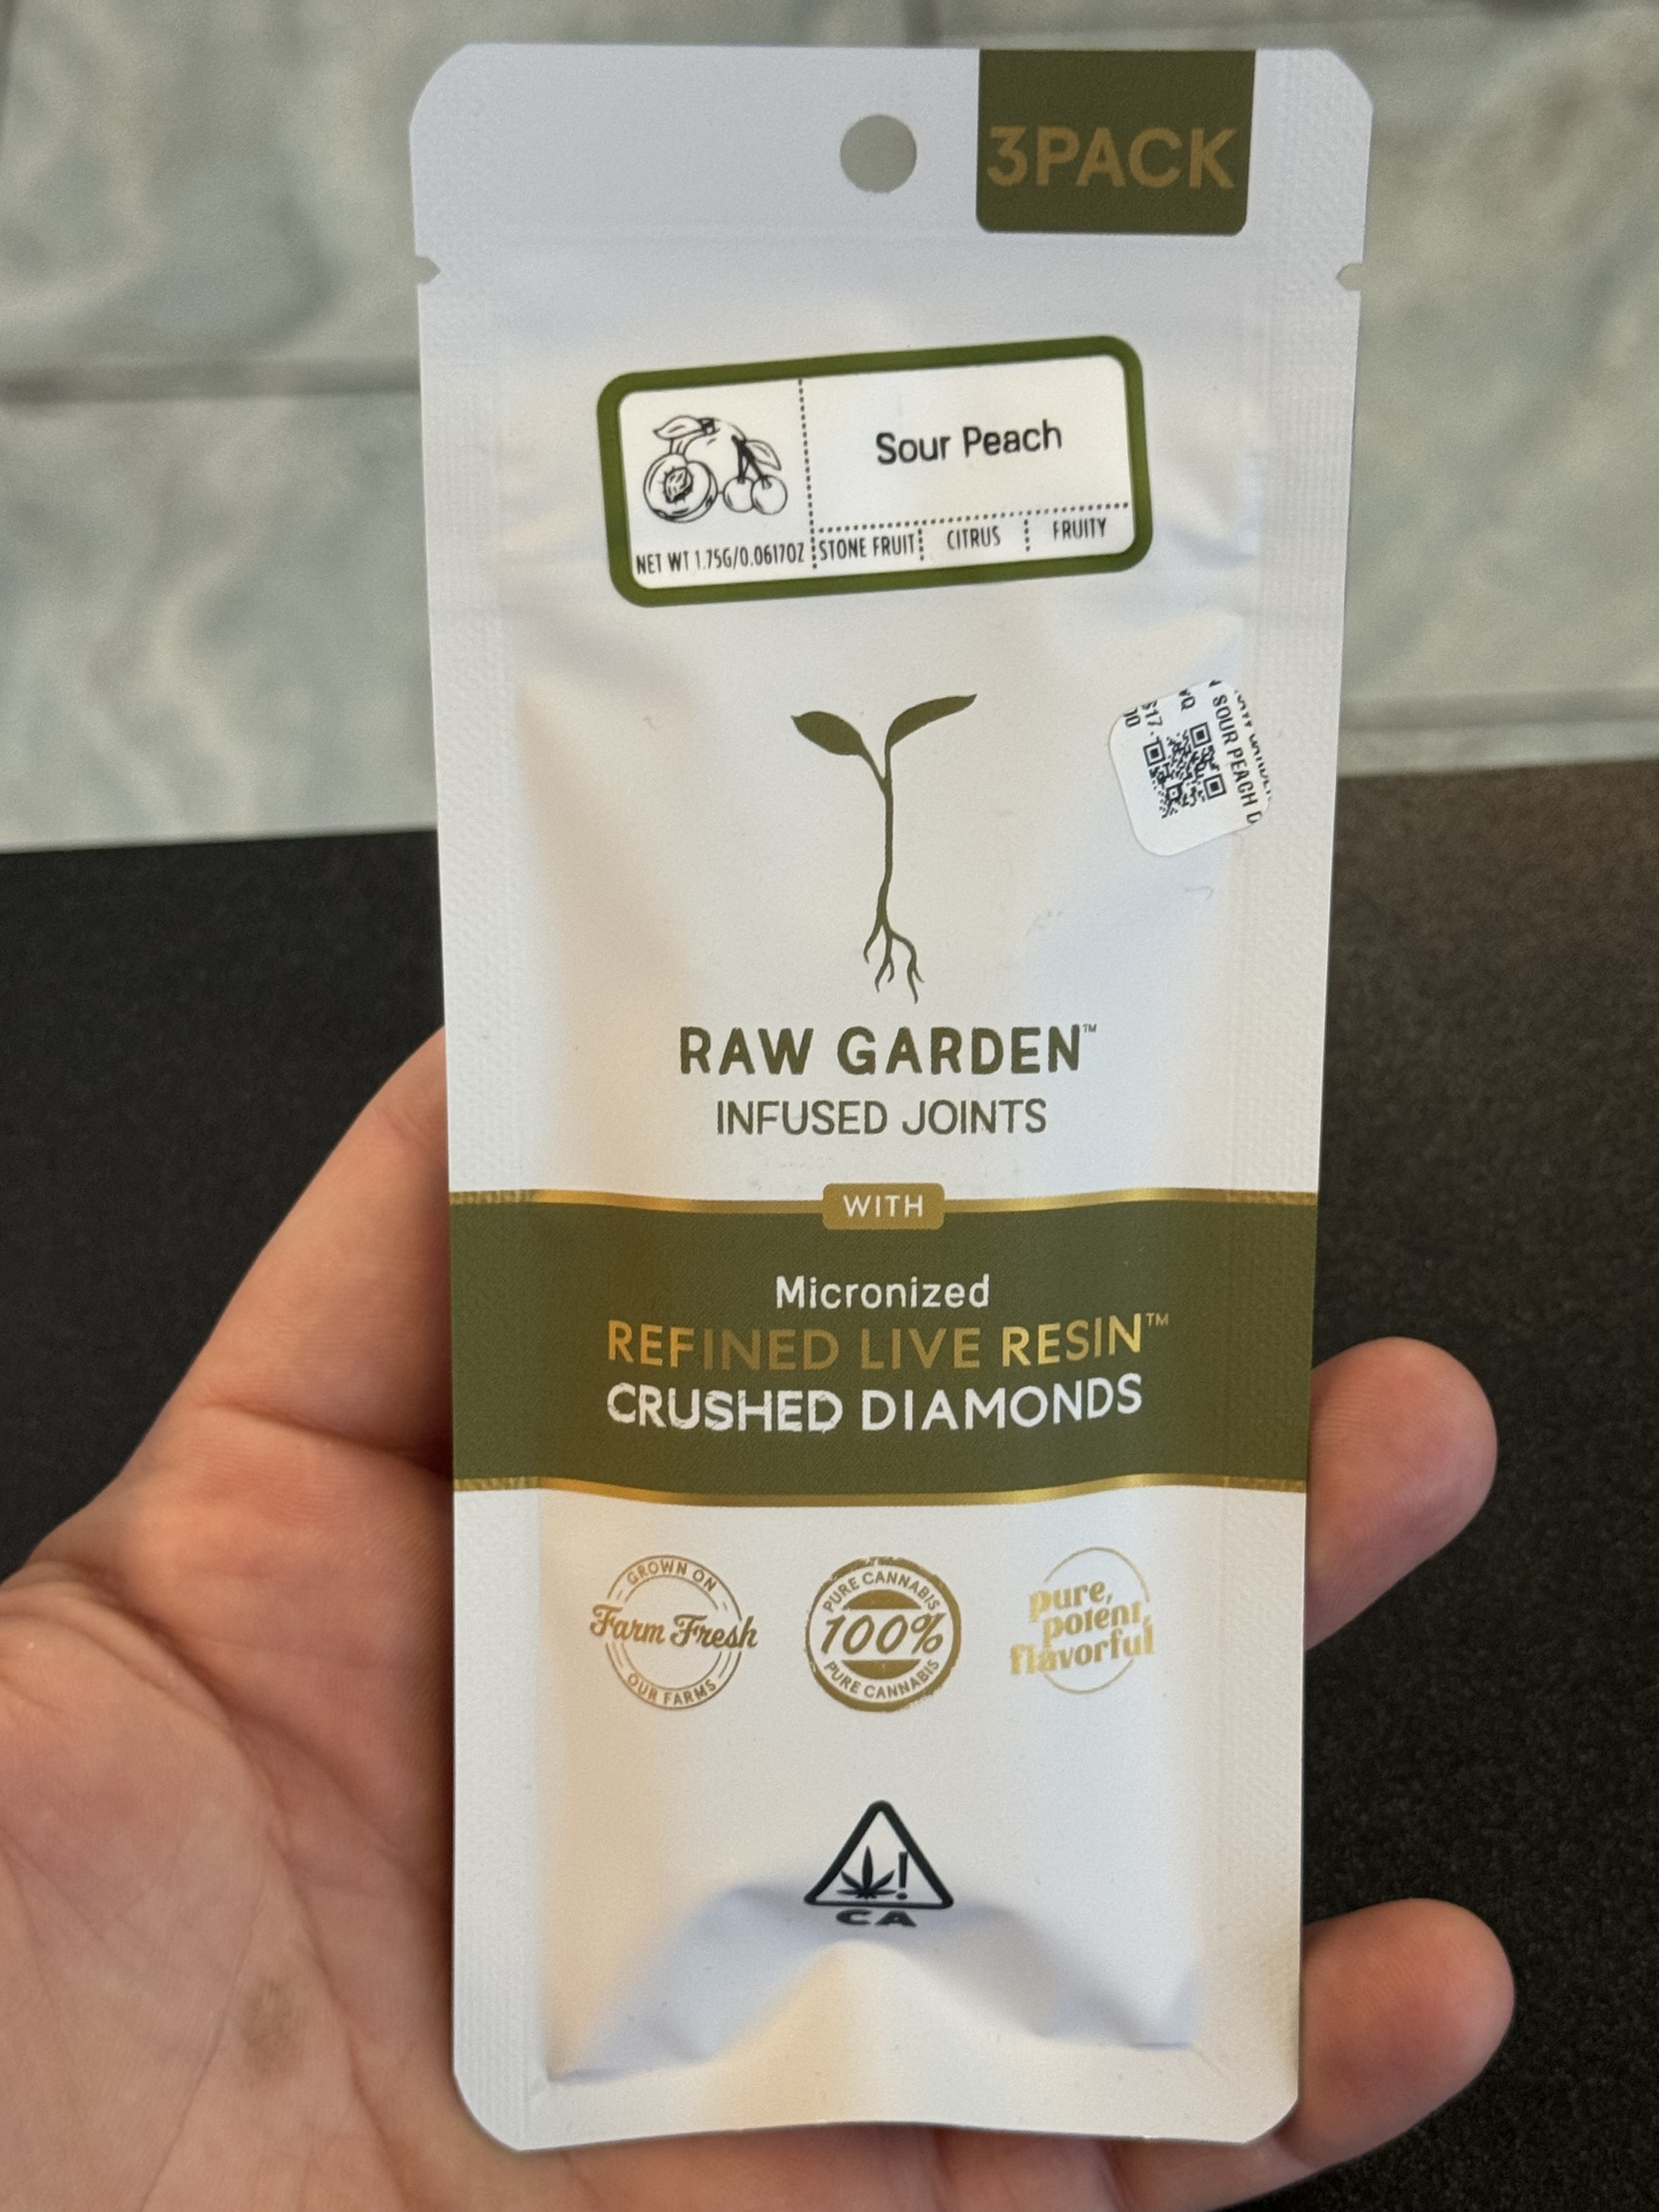 3PACK
Sour Peach
NET WT 1.75G/0.0617OZ
STONE FRUIT
CITRUS
FRUITY
SOUR PEACH D
$17.
RAW GARDEN™
INFUSED JOINTS
WITH
Micronized
REFINED LIVE RESIN™
CRUSHED DIAMONDS
GROWN ON
Farm Fresh
OUR FARMS
PURE CANNABIS
100%
PURE CANNABIS
pure,
potent,
flavorful
!
CA